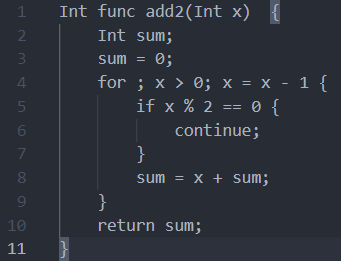 1 Int func add2(Int x) {
2 Int sum;
3 sum = 0;
4 for ; x > 0; x = x - 1 {
5 if x % 2 == 0 {
6 continue;
7 }
8 sum = x + sum;
9 }
10 return sum;
11 }